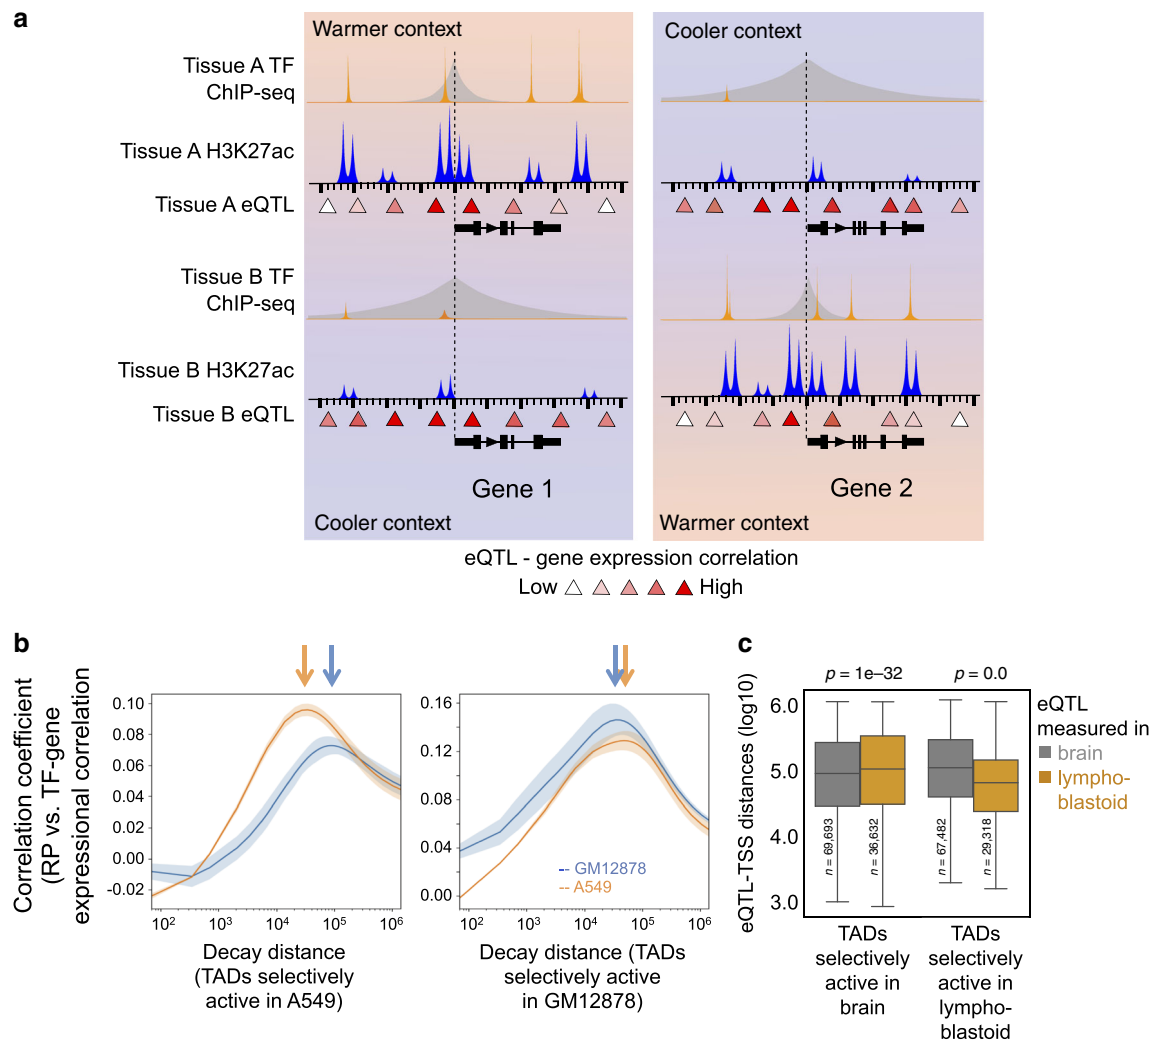 a
Warmer context
Cooler context
Tissue A TF
ChIP-seq
Tissue A H3K27ac
Tissue A eQTL
Tissue B TF
ChIP-seq
Tissue B H3K27ac
Tissue B eQTL
Gene 1
Gene 2
Cooler context
Warmer context
eQTL - gene expression correlation
Low
High
b
Correlation coefficient
(RP vs. TF-gene
expressional correlation
0.10
0.08
0.06
0.04
0.02
0.00
-0.02
10²
10³
10⁴
10⁵
10⁶
Decay distance
(TADs selectively
active in A549)
0.16
0.12
0.08
0.04
0.00
-- GM12878
-- A549
10²
10³
10⁴
10⁵
10⁶
Decay distance (TADs
selectively active
in GM12878)
c
p = 1e–32
p = 0.0
eQTL-TSS distances (log10)
6.0
5.0
4.0
3.0
n = 69,693
n = 36,632
n = 67,482
n = 29,318
TADs
selectively
active in
brain
TADs
selectively
active in
lympho-
blastoid
eQTL
measured in
brain
lympho-
blastoid